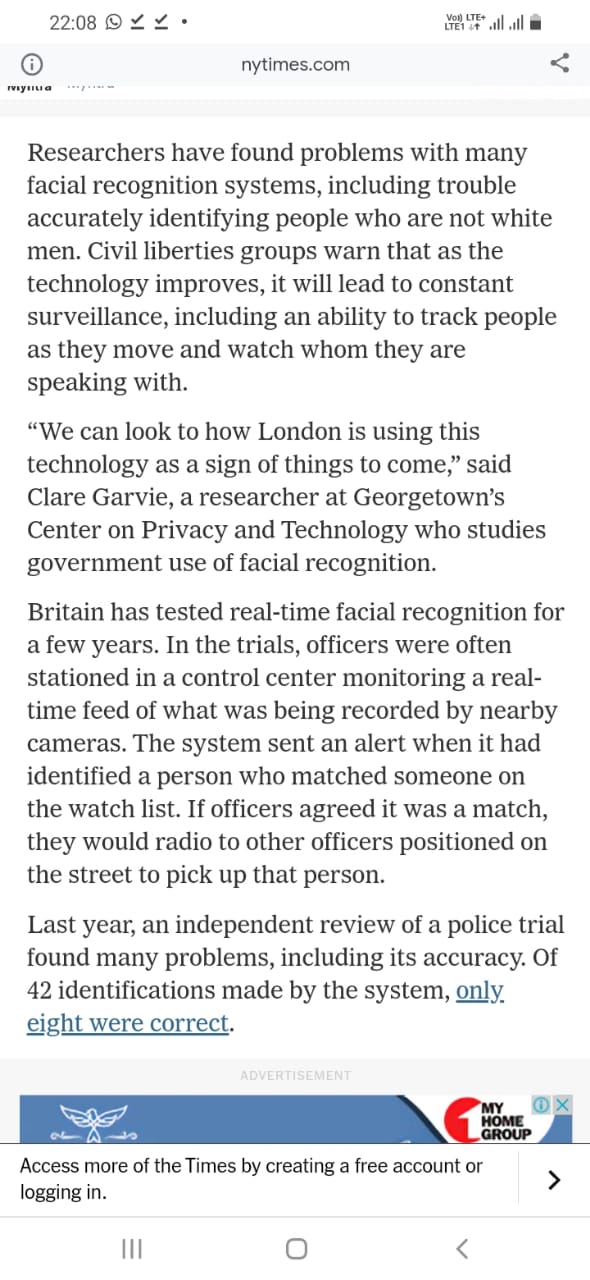 22:08
Vo)) LTE+
LTE1
nytimes.com
Myntra
Researchers have found problems with many
facial recognition systems, including trouble
accurately identifying people who are not white
men. Civil liberties groups warn that as the
technology improves, it will lead to constant
surveillance, including an ability to track people
as they move and watch whom they are
speaking with.
“We can look to how London is using this
technology as a sign of things to come,” said
Clare Garvie, a researcher at Georgetown’s
Center on Privacy and Technology who studies
government use of facial recognition.
Britain has tested real-time facial recognition for
a few years. In the trials, officers were often
stationed in a control center monitoring a real-
time feed of what was being recorded by nearby
cameras. The system sent an alert when it had
identified a person who matched someone on
the watch list. If officers agreed it was a match,
they would radio to other officers positioned on
the street to pick up that person.
Last year, an independent review of a police trial
found many problems, including its accuracy. Of
42 identifications made by the system, only
eight were correct.
ADVERTISEMENT
MY
HOME
GROUP
Access more of the Times by creating a free account or
logging in.